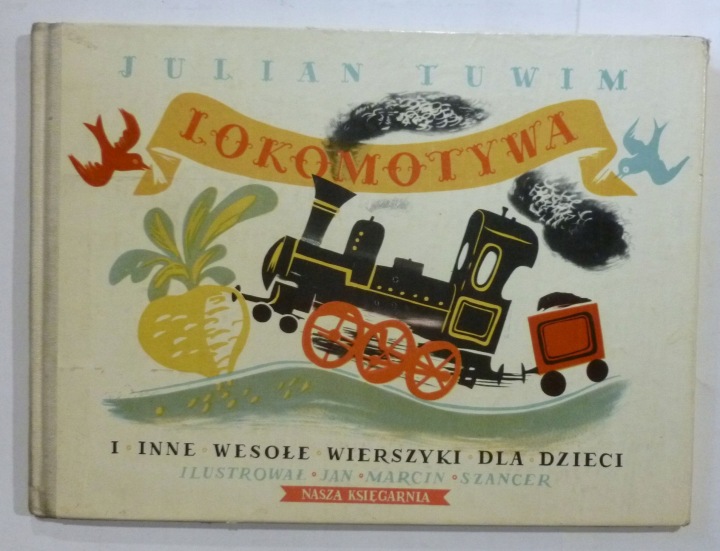 JULIAN TUWIM
LOKOMOTYWA
I • INNE • WESOŁE • WIERSZYKI • DLA • DZIECI
ILUSTROWAŁ • JAN • MARCIN • SZANCER
NASZA KSIĘGARNIA